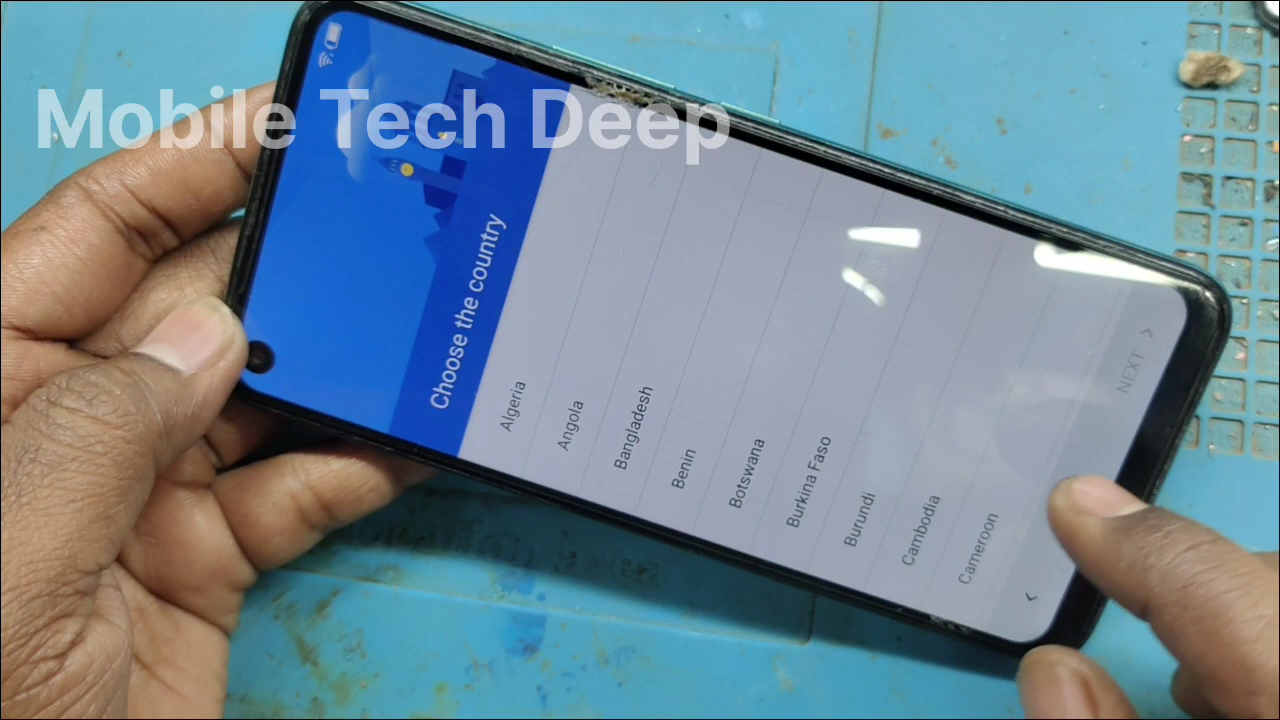 Mobile Tech Deep
Choose the country
Algeria
Angola
Bangladesh
Benin
Botswana
Burkina Faso
Burundi
Cambodia
Cameroon
NEXT